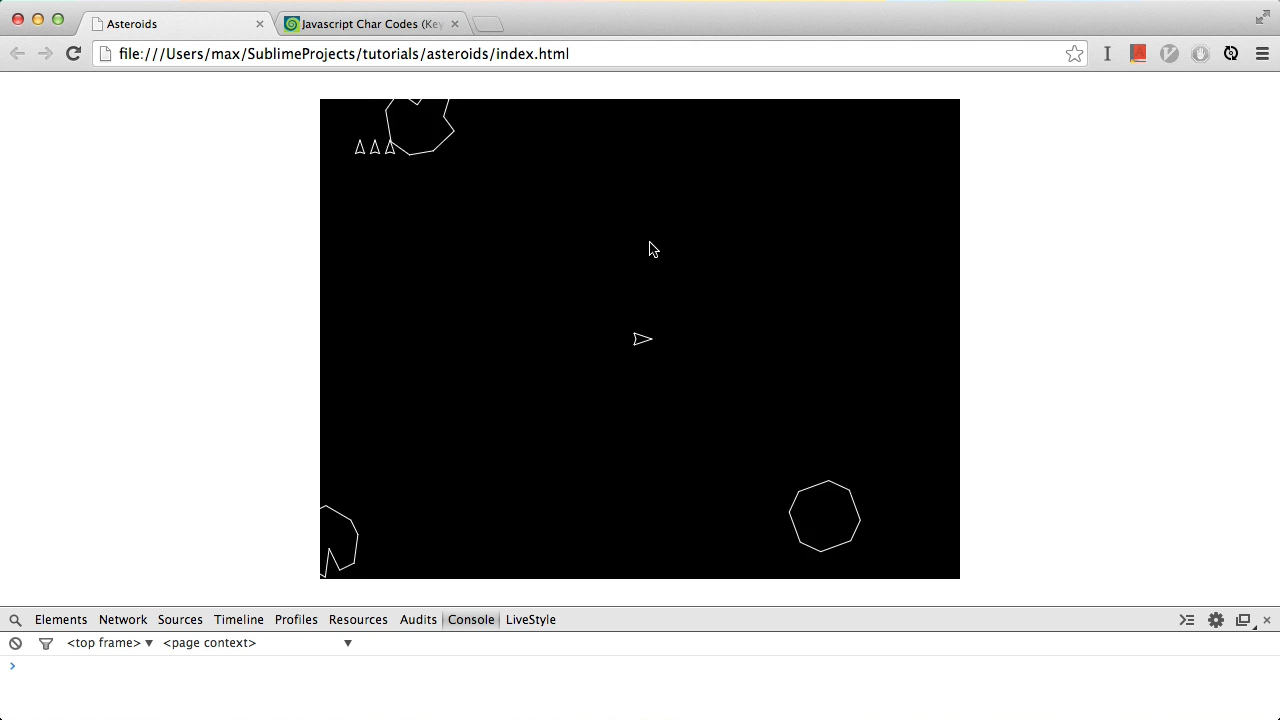 Asteroids
Javascript Char Codes (Key
file:///Users/max/SublimeProjects/tutorials/asteroids/index.html
Elements Network Sources Timeline Profiles Resources Audits Console LiveStyle
<top frame> <page context>